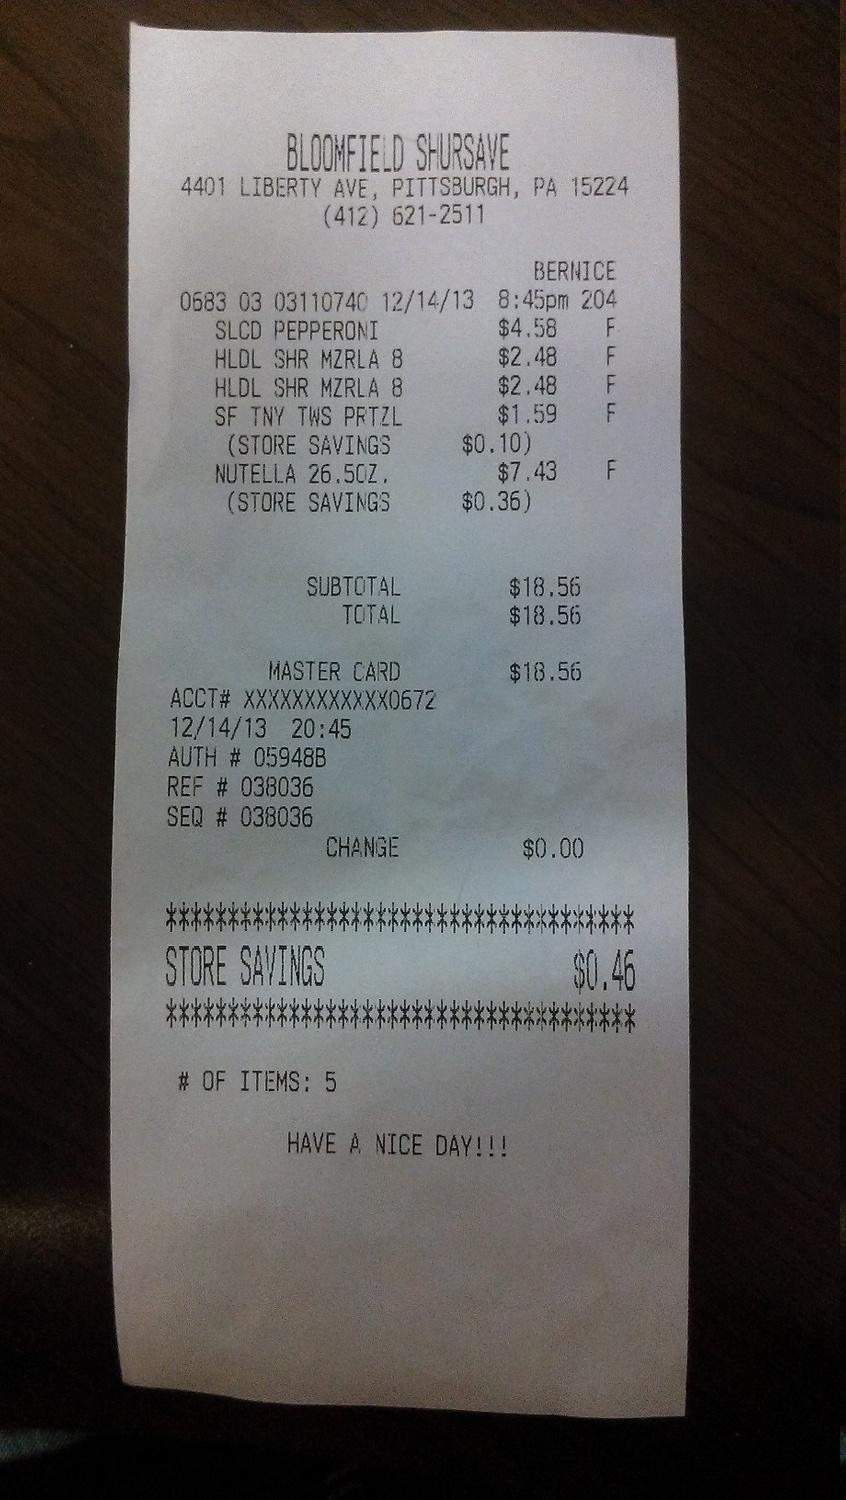 BLOOMFIELD SHURSAVE
4401 LIBERTY AVE, PITTSBURGH, PA 15224
(412) 621-2511
BERNICE
0683 03 03110740 12/14/13 8:45pm 204
SLCD PEPPERONI $4.58 F
HLDL SHR MZRLA 8 $2.48 F
HLDL SHR MZRLA 8 $2.48 F
SF TNY TWS PRTZL $1.59 F
(STORE SAVINGS $0.10)
NUTELLA 26.5OZ. $7.43 F
(STORE SAVINGS $0.36)
SUBTOTAL $18.56
TOTAL $18.56
MASTER CARD $18.56
ACCT# XXXXXXXXXXXX0672
12/14/13 20:45
AUTH # 05948B
REF # 038036
SEQ # 038036
CHANGE $0.00
**************************************
STORE SAVINGS $0.46
**************************************
# OF ITEMS: 5
HAVE A NICE DAY!!!